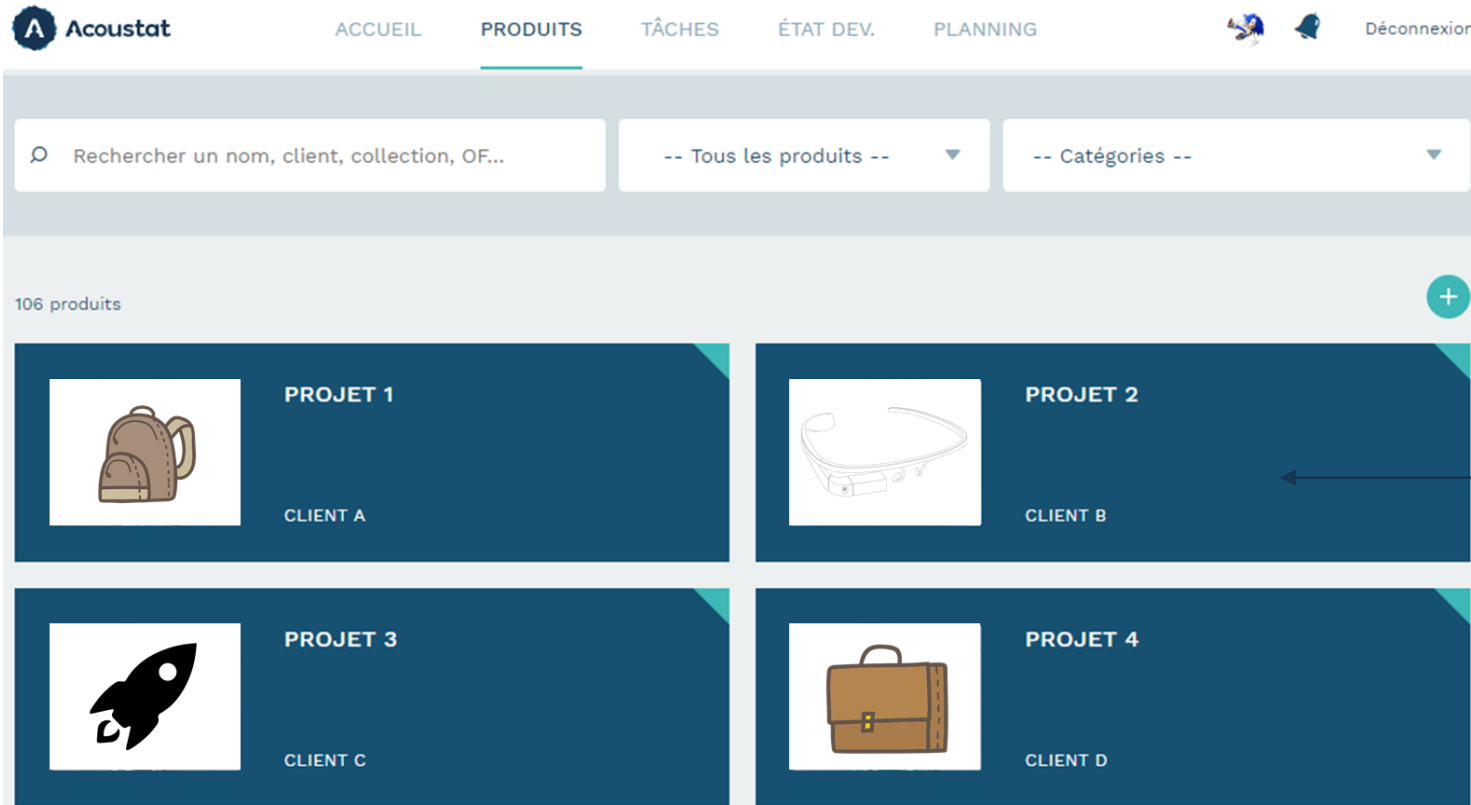 Acoustat
ACCUEIL
PRODUITS
TÂCHES
ÉTAT DEV.
PLANNING
Déconnexion
Rechercher un nom, client, collection, OF...
-- Tous les produits --
-- Catégories --
106 produits
PROJET 1
CLIENT A
PROJET 2
CLIENT B
PROJET 3
CLIENT C
PROJET 4
CLIENT D